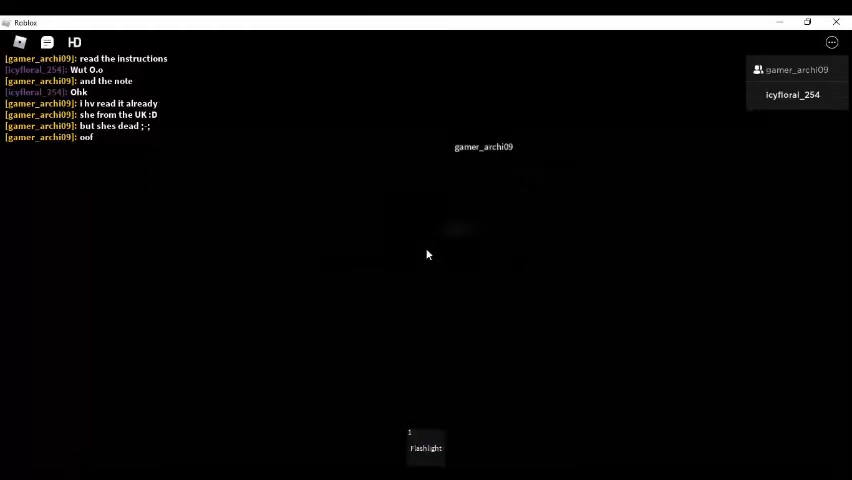 Roblox
HD
[gamer_archi09]: read the instructions
[icyfloral_254]: Wut O.o
[gamer_archi09]: and the note
[icyfloral_254]: Ohk
[gamer_archi09]: i hv read it already
[gamer_archi09]: she from the UK :D
[gamer_archi09]: but shes dead ;-;
[gamer_archi09]: oof
gamer_archi09
icyfloral_254
gamer_archi09
1
Flashlight